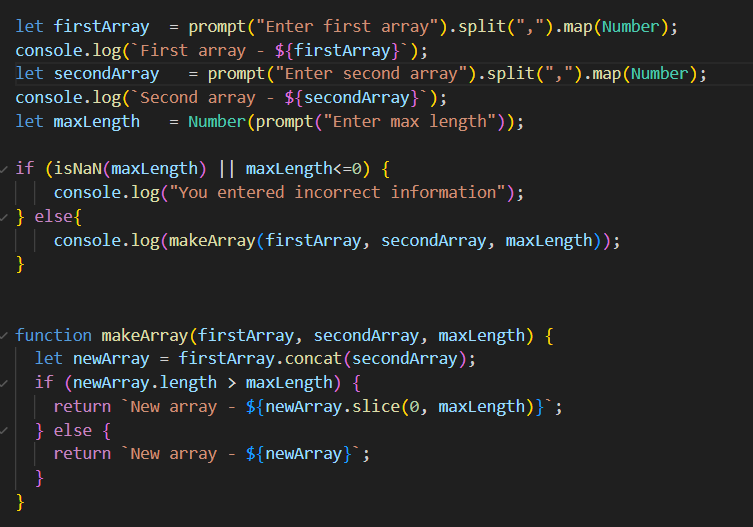 let firstArray  = prompt("Enter first array").split(",").map(Number);
console.log(`First array - ${firstArray}`);
let secondArray   = prompt("Enter second array").split(",").map(Number);
console.log(`Second array - ${secondArray}`);
let maxLength   = Number(prompt("Enter max length"));

if (isNaN(maxLength) || maxLength<=0) {
    console.log("You entered incorrect information");
} else{
    console.log(makeArray(firstArray, secondArray, maxLength));
}


function makeArray(firstArray, secondArray, maxLength) {
  let newArray = firstArray.concat(secondArray);
  if (newArray.length > maxLength) {
    return `New array - ${newArray.slice(0, maxLength)}`;
  } else {
    return `New array - ${newArray}`;
  }
}